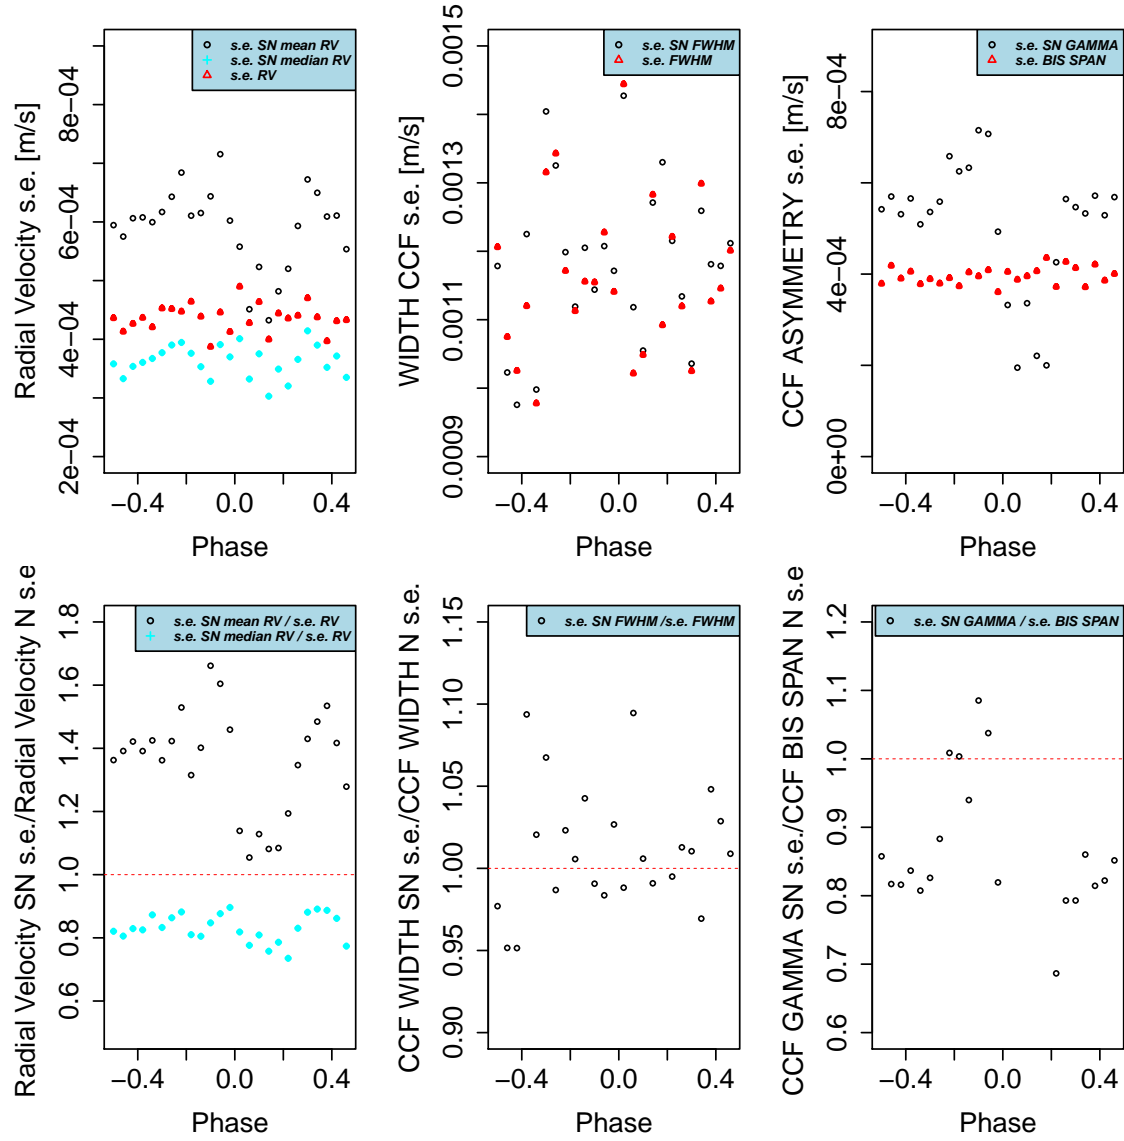 Radial Velocity s.e. [m/s]
2e−04 4e−04 6e−04 8e−04
s.e. SN mean RV
s.e. SN median RV
s.e. RV
−0.4 0.0 0.4
Phase
WIDTH CCF s.e. [m/s]
0.0009 0.0011 0.0013 0.0015
s.e. SN FWHM
s.e. FWHM
−0.4 0.0 0.4
Phase
CCF ASYMMETRY s.e. [m/s]
0e+00 4e−04 8e−04
s.e. SN GAMMA
s.e. BIS SPAN
−0.4 0.0 0.4
Phase
Radial Velocity SN s.e./Radial Velocity N s.e
0.6 0.8 1.0 1.2 1.4 1.6 1.8
s.e. SN mean RV / s.e. RV
s.e. SN median RV / s.e. RV
−0.4 0.0 0.4
Phase
CCF WIDTH SN s.e./CCF WIDTH N s.e.
0.90 0.95 1.00 1.05 1.10 1.15
s.e. SN FWHM /s.e. FWHM
−0.4 0.0 0.4
Phase
CCF GAMMA SN s.e./CCF BIS SPAN N s.e
0.6 0.7 0.8 0.9 1.0 1.1 1.2
s.e. SN GAMMA / s.e. BIS SPAN
−0.4 0.0 0.4
Phase